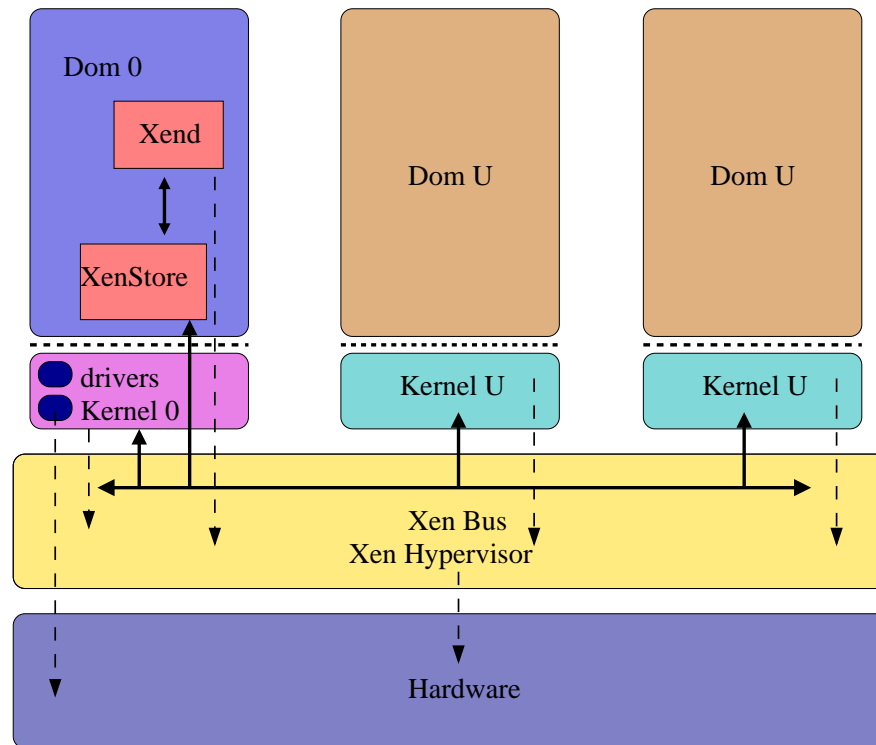 Dom 0
Xend
XenStore
Dom U
Dom U
drivers
Kernel 0
Kernel U
Kernel U
Xen Bus
Xen Hypervisor
Hardware